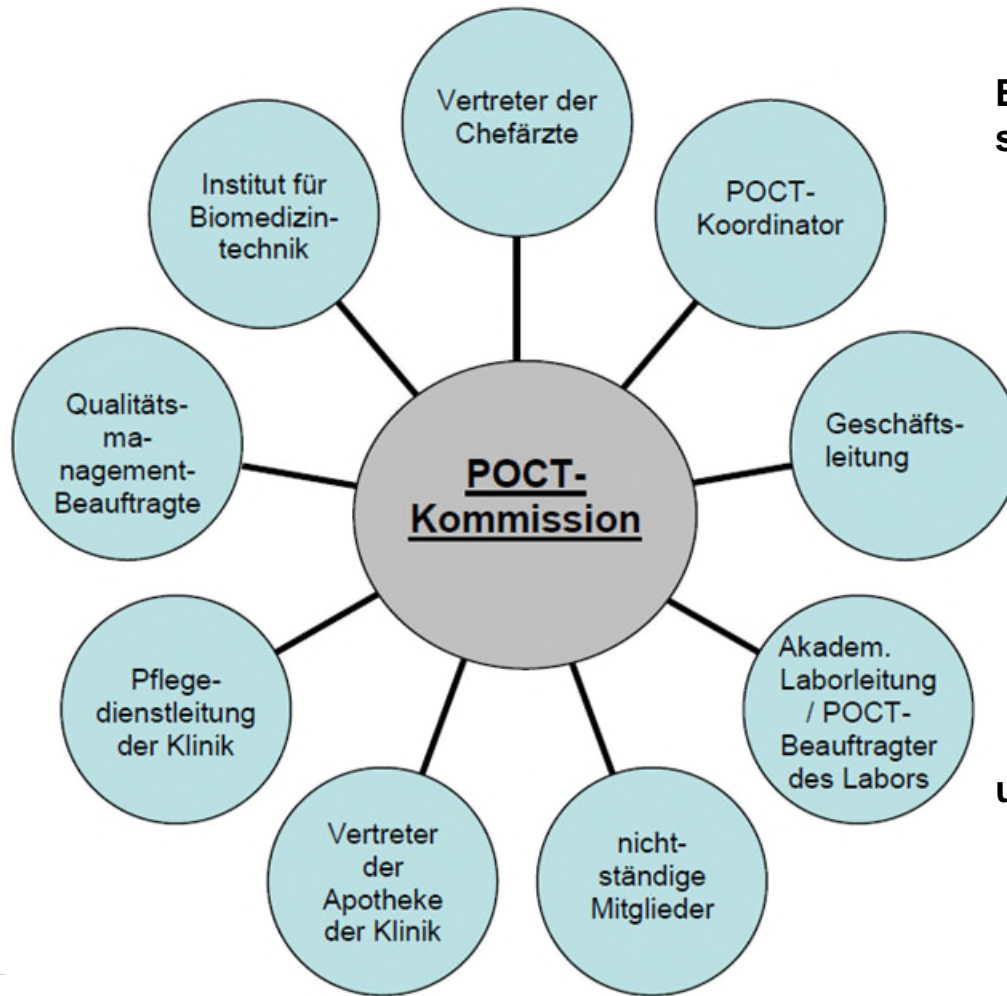 Vertreter der
Chefärzte
POCT-
Koordinator
Geschäfts-
leitung
Akadem.
Laborleitung
/ POCT-
Beauftragter
des Labors
nicht-
ständige
Mitglieder
Vertreter
der
Apotheke
der Klinik
Pflege-
dienstleitung
der Klinik
Qualitäts-
ma-
nagement-
Beauftragte
Institut für
Biomedizin-
technik
POCT-
Kommission